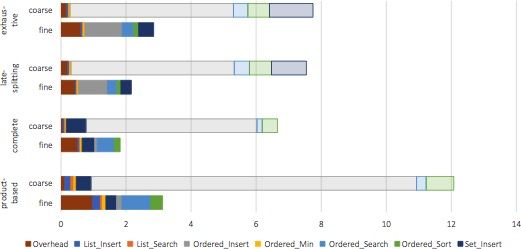 exhaus-
tive
coarse
fine
late-
splitting
coarse
fine
complete
coarse
fine
product-
based
coarse
fine
0 2 4 6 8 10 12 14
Overhead List_Insert List_Search Ordered_Insert Ordered_Min Ordered_Search Ordered_Sort Set_Insert